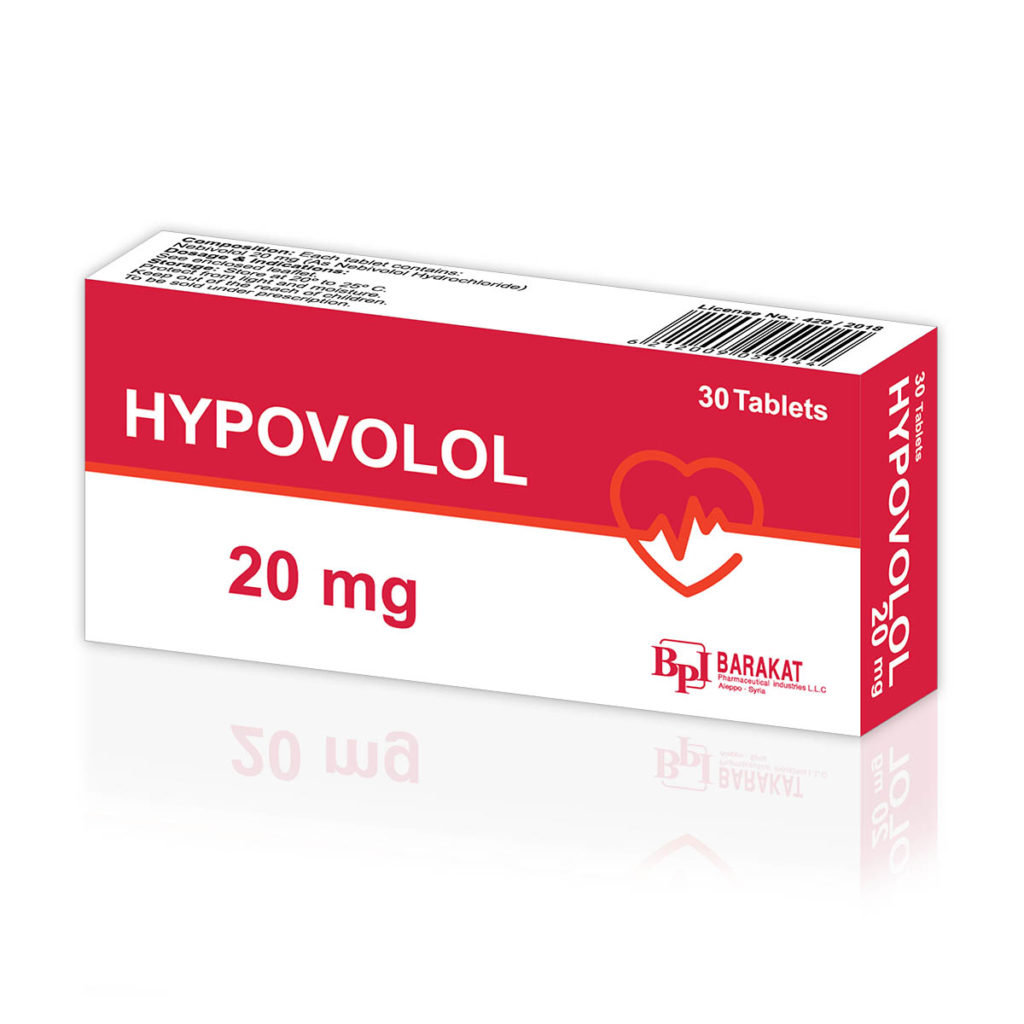 Composition: Each tablet contains:
Nebivolol 20 mg (As Nebivolol Hydrochloride)
Dosage & Indications:
See enclosed leaflet.
Storage: Store at 20° to 25° C.
Protect from light and moisture.
Keep out of the reach of children.
To be sold under prescription.
License No.: 429 / 2018
6212009050144
30 Tablets
HYPOVOLOL
20 mg
BPI BARAKAT
Pharmaceutical Industries L.L.C
Aleppo - Syria
30 Tablets
HYPOVOLOL
20 mg